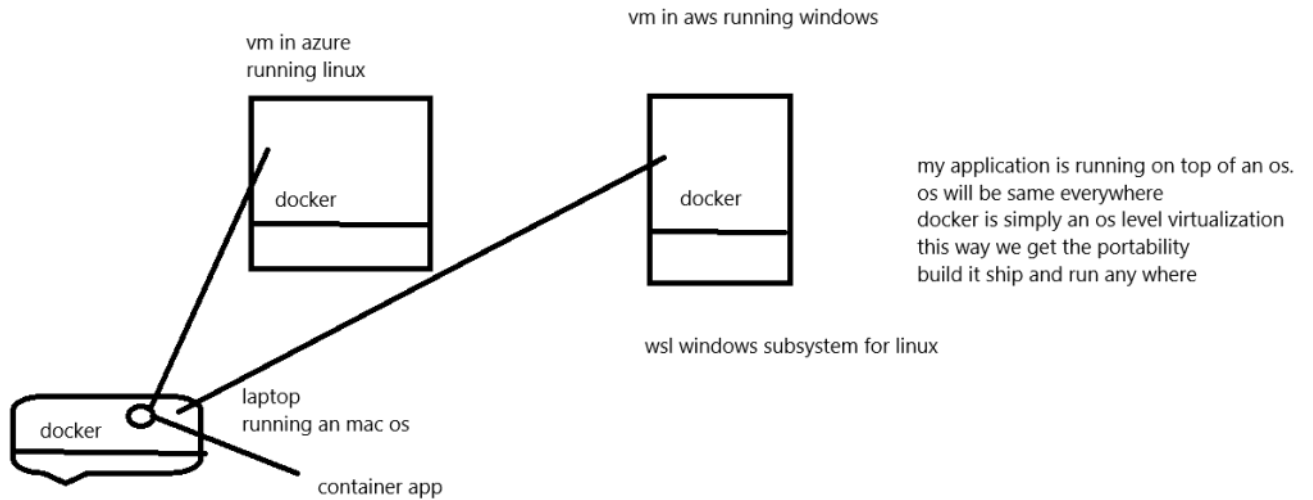 vm in aws running windows
vm in azure
running linux
docker
docker
my application is running on top of an os.
os will be same everywhere
docker is simply an os level virtualization
this way we get the portability
build it ship and run any where
wsl windows subsystem for linux
laptop
running an mac os
docker
container app